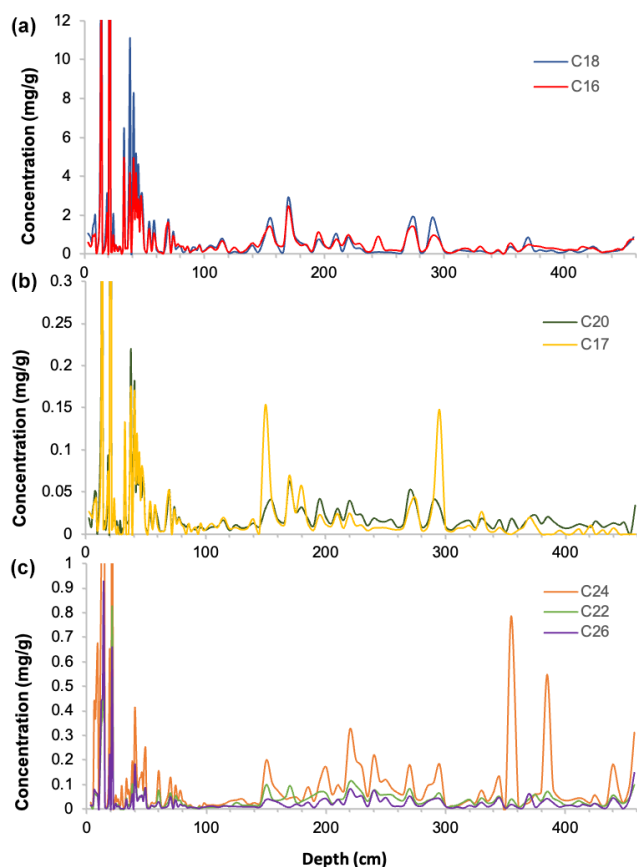 (a)
Concentration (mg/g)
12
10
8
6
4
2
0
C18
C16
0
100
200
300
400
(b)
Concentration (mg/g)
0.3
0.25
0.2
0.15
0.1
0.05
0
C20
C17
0
100
200
300
400
(c)
Concentration (mg/g)
1
0.9
0.8
0.7
0.6
0.5
0.4
0.3
0.2
0.1
0
C24
C22
C26
0
100
200
300
400
Depth (cm)